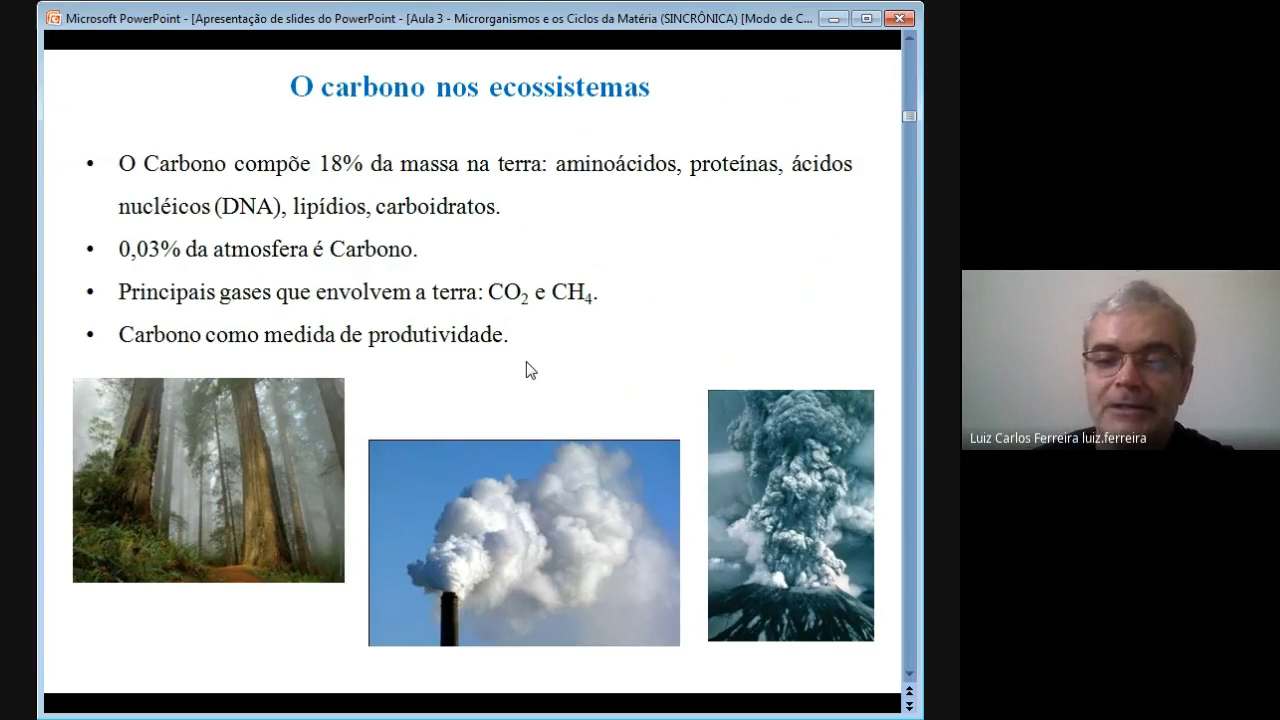 Microsoft PowerPoint - [Apresentação de slides do PowerPoint - [Aula 3 - Microrganismos e os Ciclos da Matéria (SINCRÔNICA) [Modo de C...
O carbono nos ecossistemas
• O Carbono compõe 18% da massa na terra: aminoácidos, proteínas, ácidos
nucléicos (DNA), lipídios, carboidratos.
• 0,03% da atmosfera é Carbono.
• Principais gases que envolvem a terra: CO₂ e CH₄.
• Carbono como medida de produtividade.
Luiz Carlos Ferreira luiz.ferreira